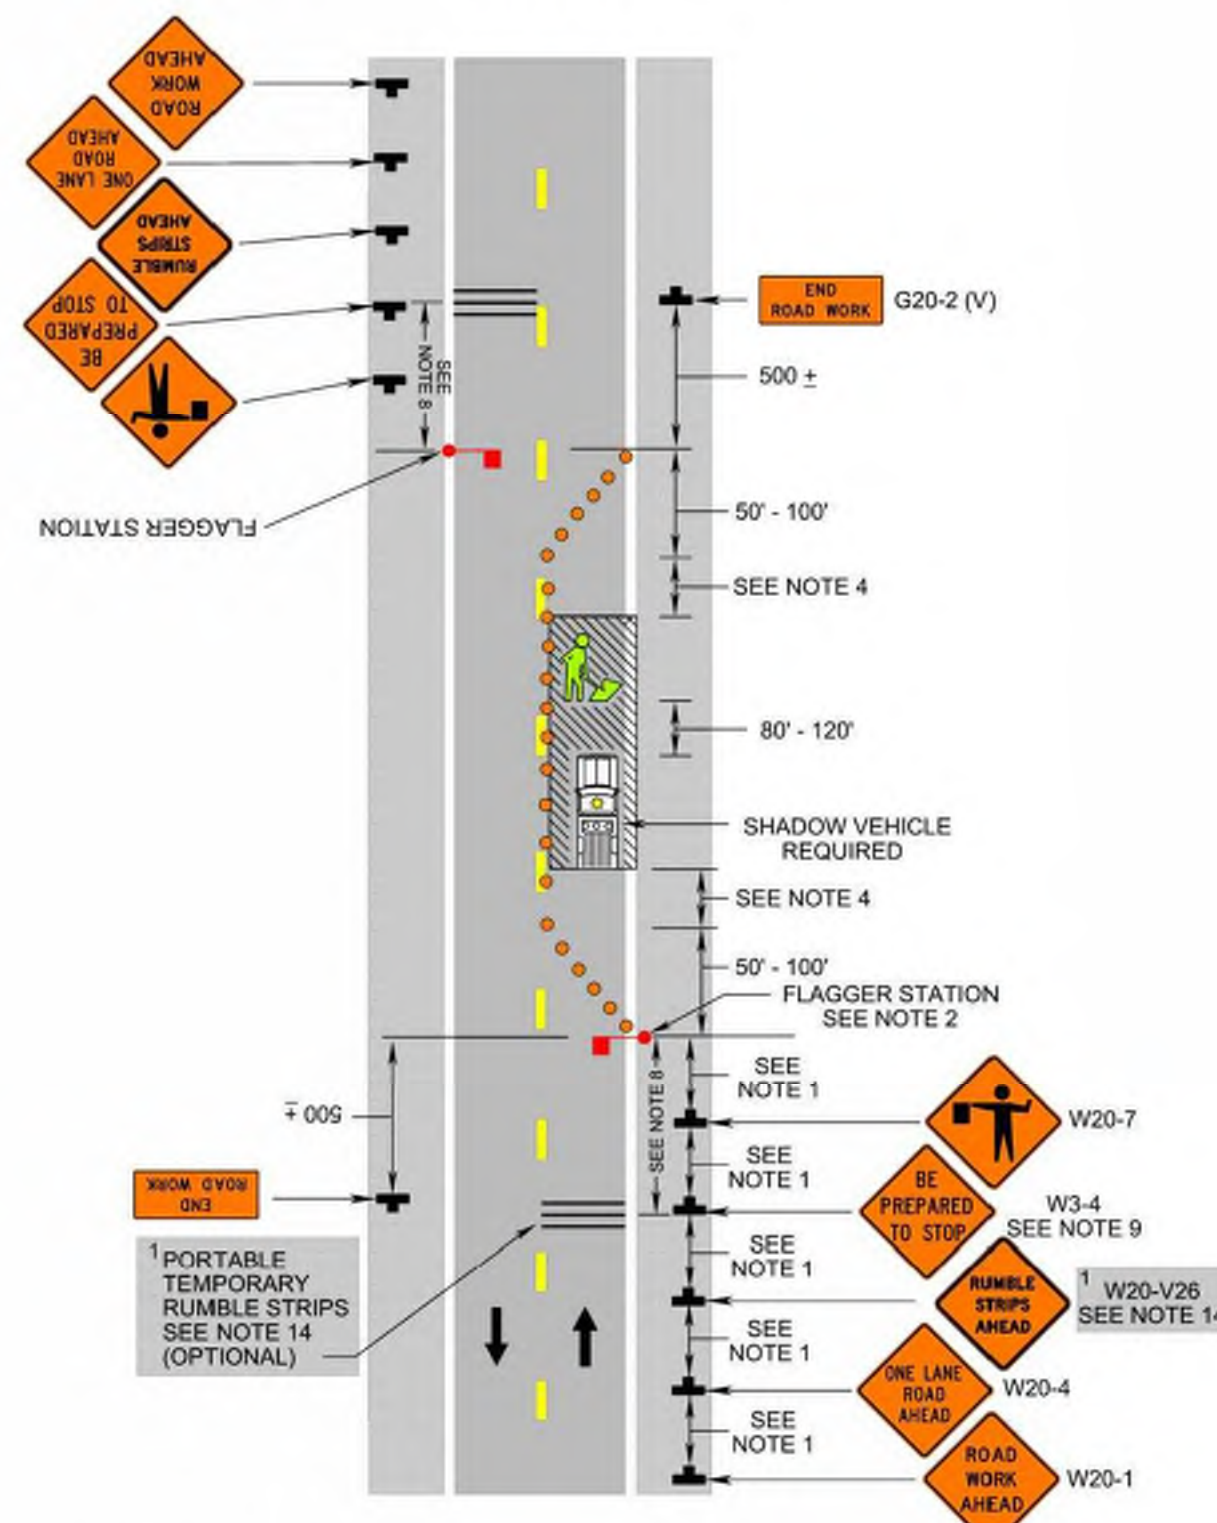 ROAD
WORK
AHEAD
ONE LANE
ROAD
AHEAD
RUMBLE
STRIPS
AHEAD
BE
PREPARED
TO STOP
SEE
NOTE 8
FLAGGER STATION
END
ROAD WORK
G20-2 (V)
500 ±
50' - 100'
SEE NOTE 4
80' - 120'
SHADOW VEHICLE
REQUIRED
SEE NOTE 4
50' - 100'
FLAGGER STATION
SEE NOTE 2
SEE NOTE 8
SEE
NOTE 1
W20-7
500 ±
SEE
NOTE 1
END
ROAD WORK
BE
PREPARED
TO STOP
W3-4
SEE NOTE 9
1 PORTABLE
TEMPORARY
RUMBLE STRIPS
SEE NOTE 14
(OPTIONAL)
SEE
NOTE 1
RUMBLE
STRIPS
AHEAD
1 W20-V26
SEE NOTE 14
SEE
NOTE 1
ONE LANE
ROAD
AHEAD
W20-4
SEE
NOTE 1
ROAD
WORK
AHEAD
W20-1